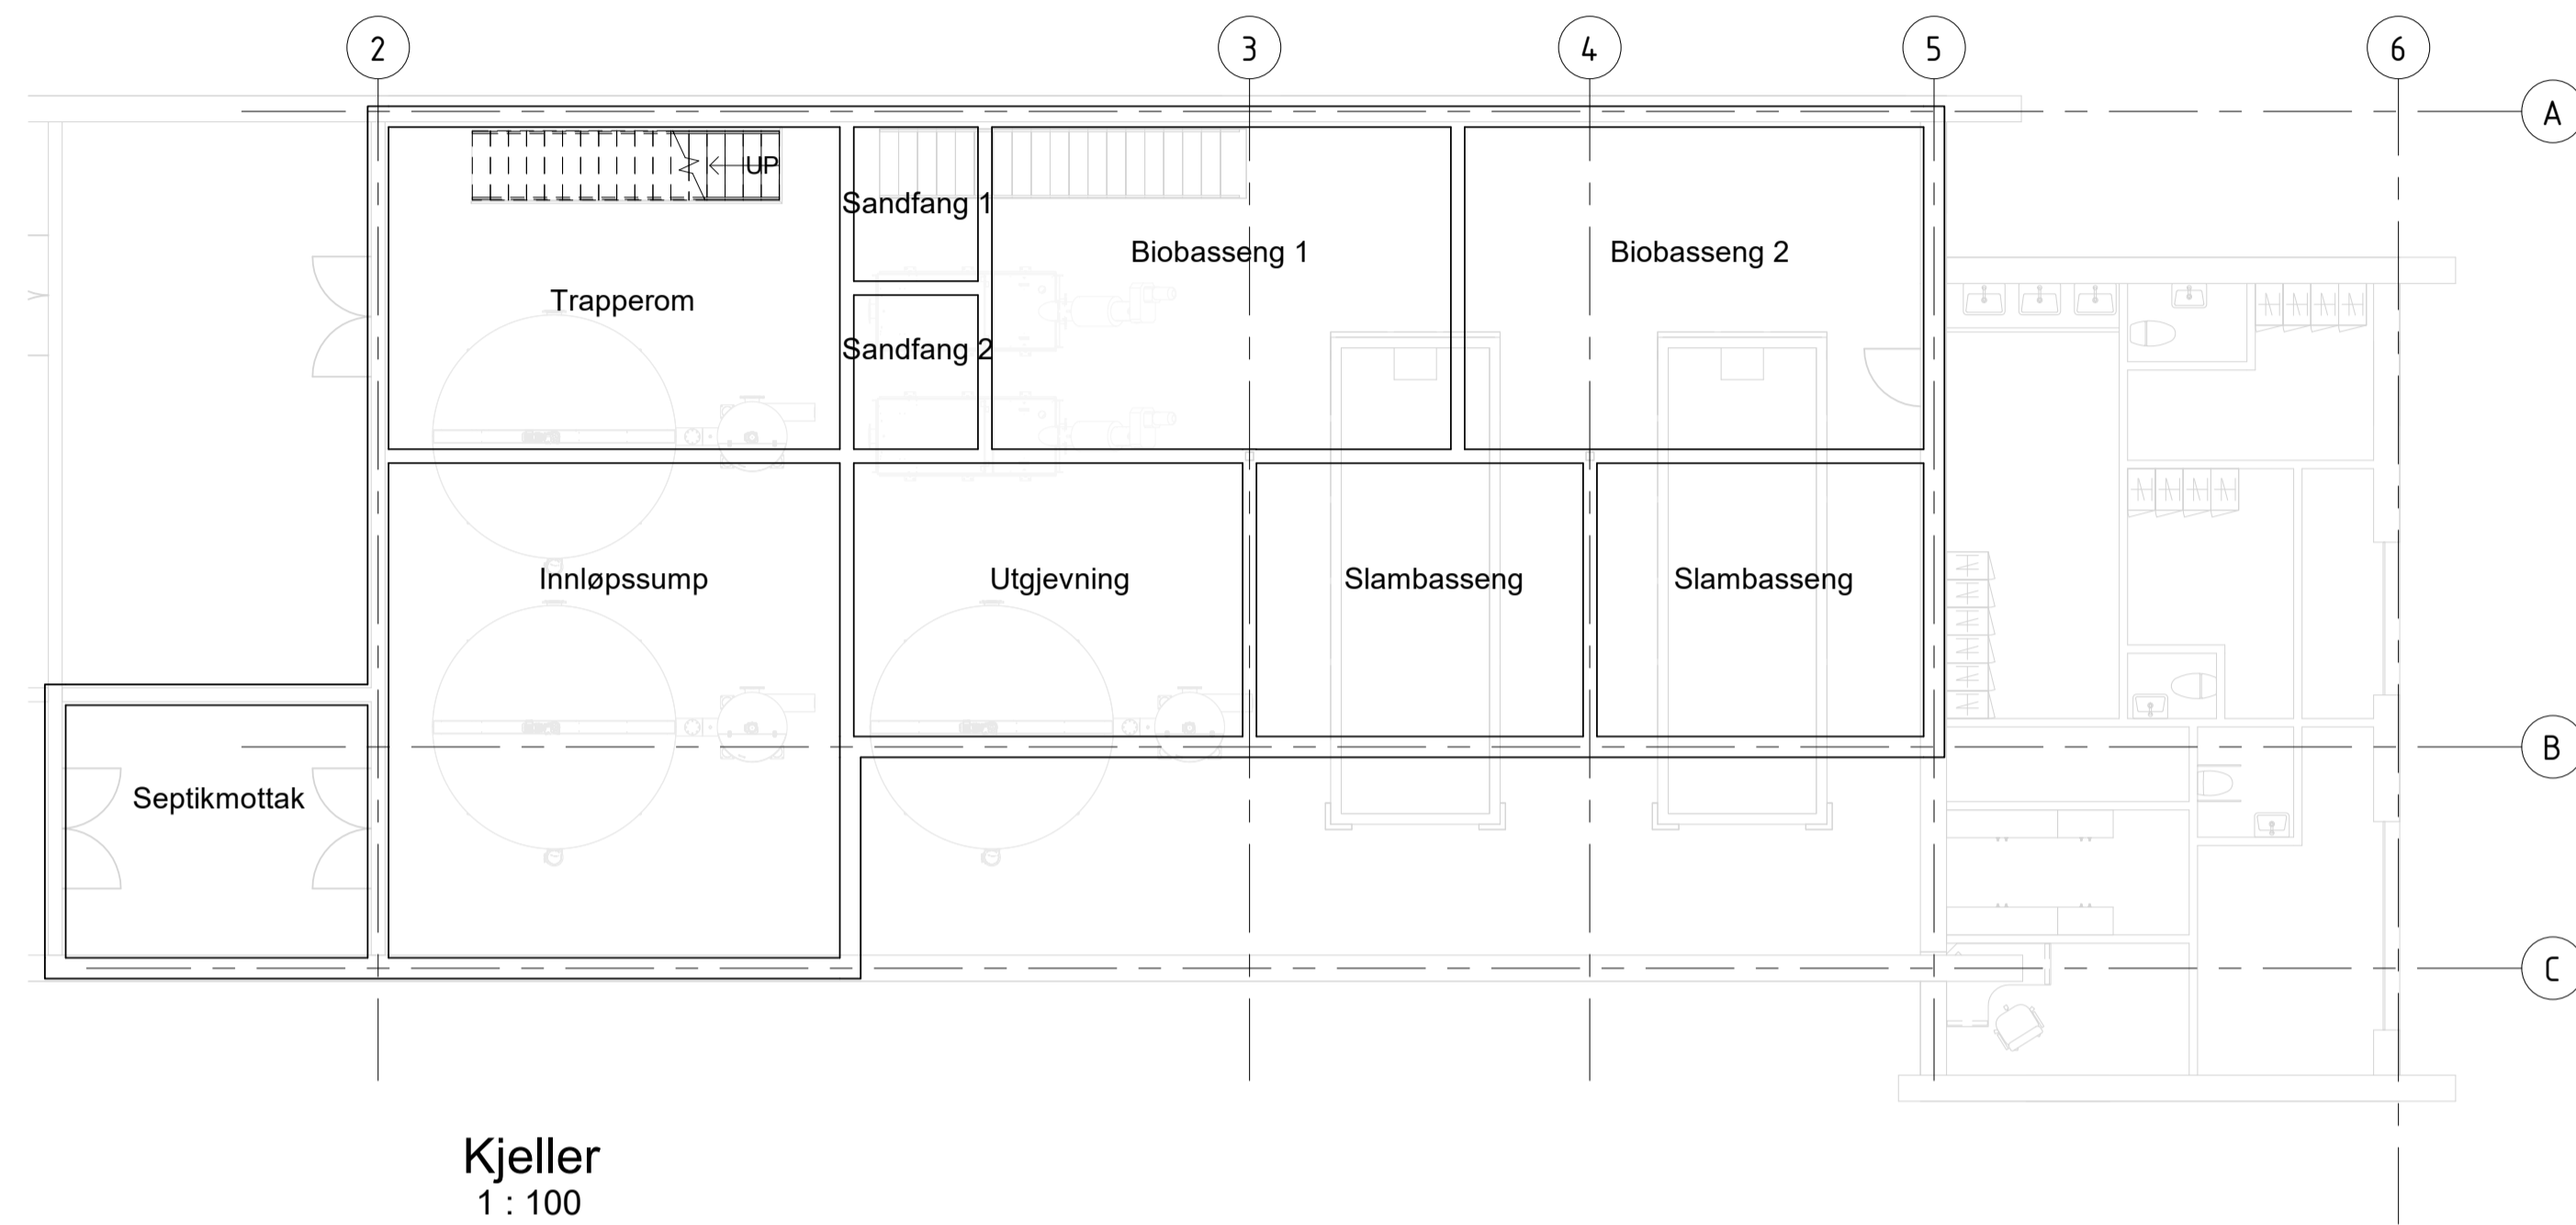 2
3
4
5
6
A
UP
Sandfang 1
Biobasseng 1
Biobasseng 2
Trapperom
Sandfang 2
Innløpssump
Utgjevning
Slambasseng
Slambasseng
B
Septikmottak
C
Kjeller
1 : 100